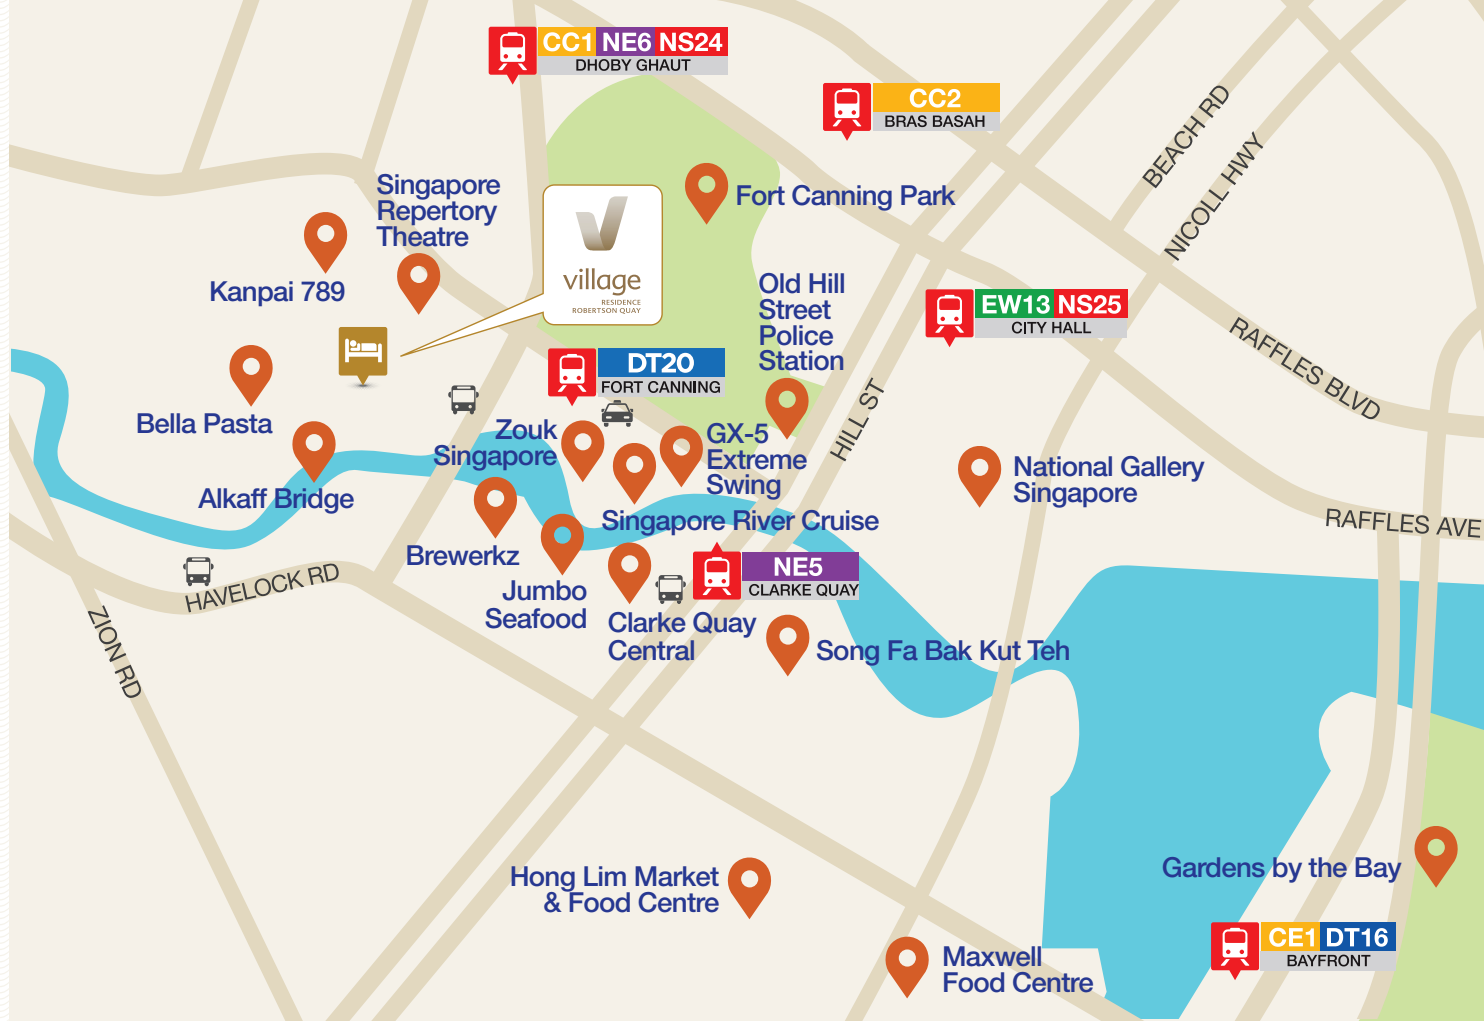 CC1 NE6 NS24
DHOBY GHAUT
CC2
BRAS BASAH
BEACH RD
NICOLL HWY
Singapore
Repertory
Theatre
village
RESIDENCE
ROBERTSON QUAY
Fort Canning Park
Kanpai 789
Old Hill
Street
Police
Station
EW13 NS25
CITY HALL
RAFFLES BLVD
DT20
FORT CANNING
HILL ST
Bella Pasta
Zouk
Singapore
GX-5
Extreme
Swing
National Gallery
Singapore
Alkaff Bridge
Singapore River Cruise
RAFFLES AVE
Brewerkz
NE5
CLARKE QUAY
HAVELOCK RD
Jumbo
Seafood
Clarke Quay
Central
Song Fa Bak Kut Teh
ZION RD
Hong Lim Market
& Food Centre
Gardens by the Bay
CE1 DT16
BAYFRONT
Maxwell
Food Centre